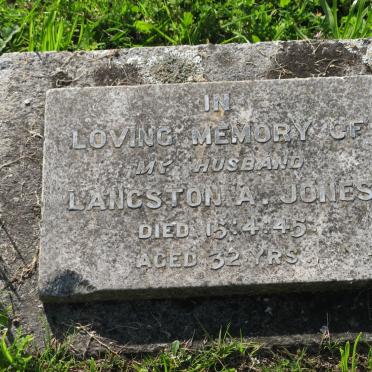 IN
LOVING MEMORY OF
MY HUSBAND
LANGSTON A. JONES
DIED 15·4·45
AGED 32 YRS